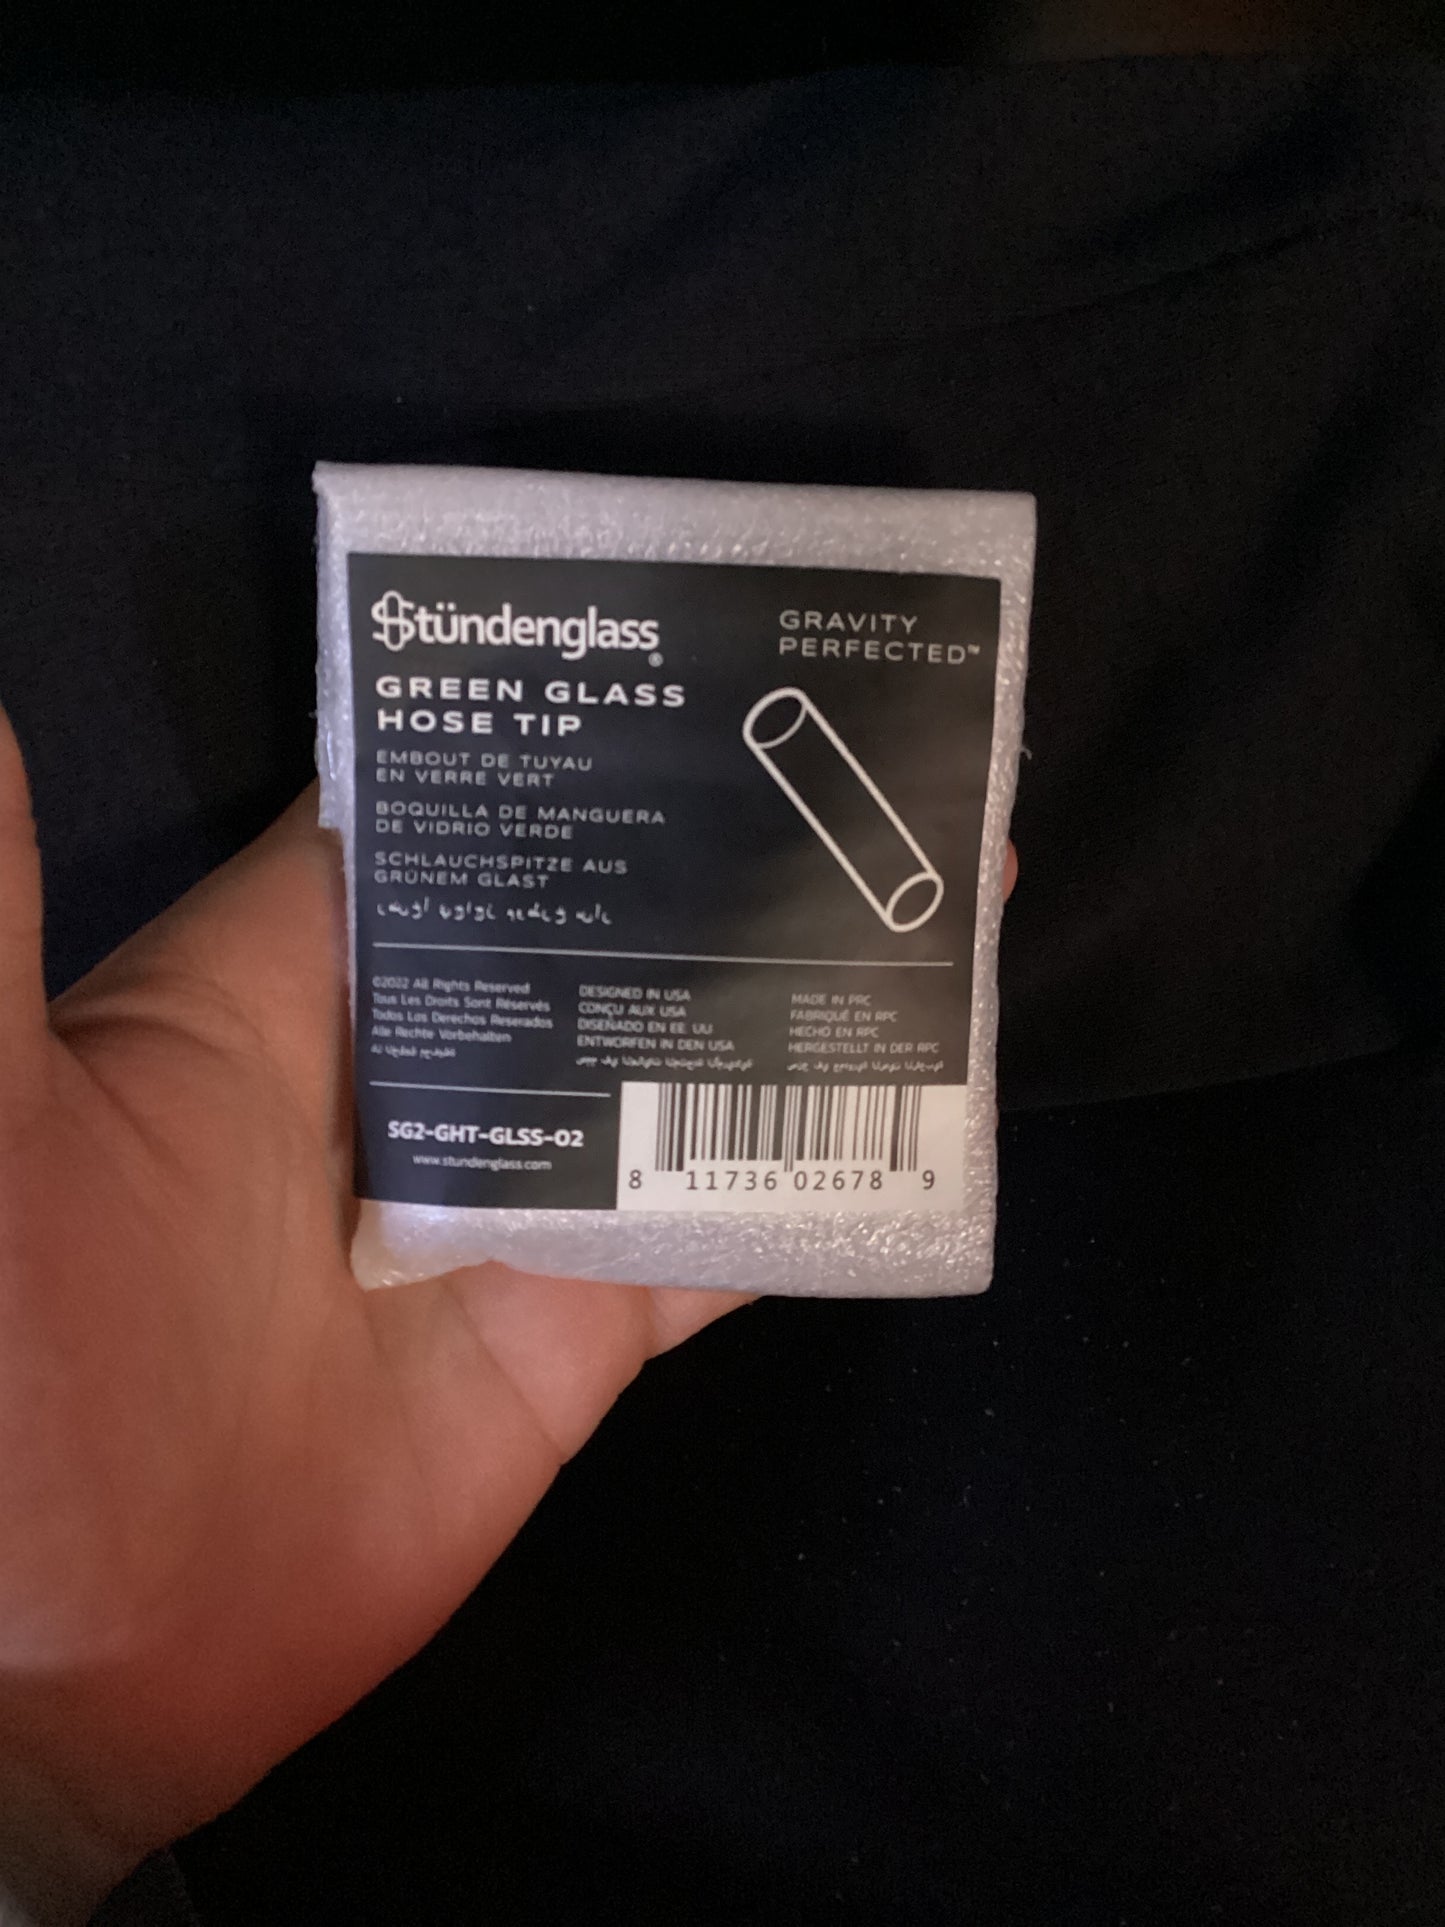 Stündenglass®
GRAVITY
PERFECTED™
GREEN GLASS
HOSE TIP
EMBOUT DE TUYAU
EN VERRE VERT
BOQUILLA DE MANGUERA
DE VIDRIO VERDE
SCHLAUCHSPITZE AUS
GRÜNEM GLAST
©2022 All Rights Reserved
Tous Les Droits Sont Réservés
Todos Los Derechos Reserados
Alle Rechte Vorbehalten
DESIGNED IN USA
CONÇU AUX USA
DISEÑADO EN EE. UU
ENTWORFEN IN DEN USA
MADE IN PRC
FABRIQUÉ EN RPC
HECHO EN RPC
HERGESTELLT IN DER RPC
SG2-GHT-GLSS-02
www.stundenglass.com
8 11736 02678 9